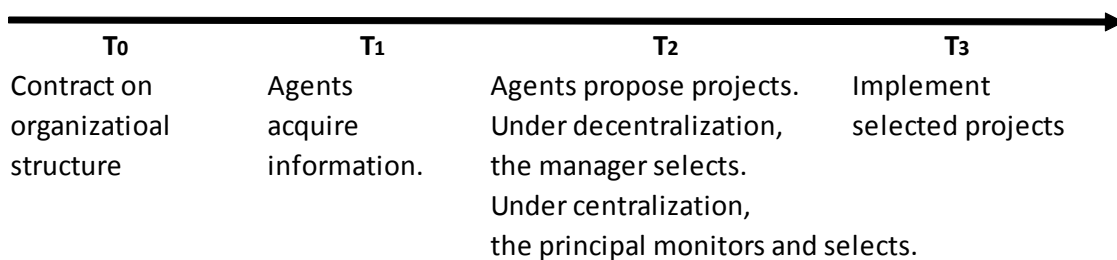 T0 T1 T2 T3
Contract on Agents Agents propose projects. Implement
organizatioal acquire Under decentralization, selected projects
structure information. the manager selects.
Under centralization,
the principal monitors and selects.